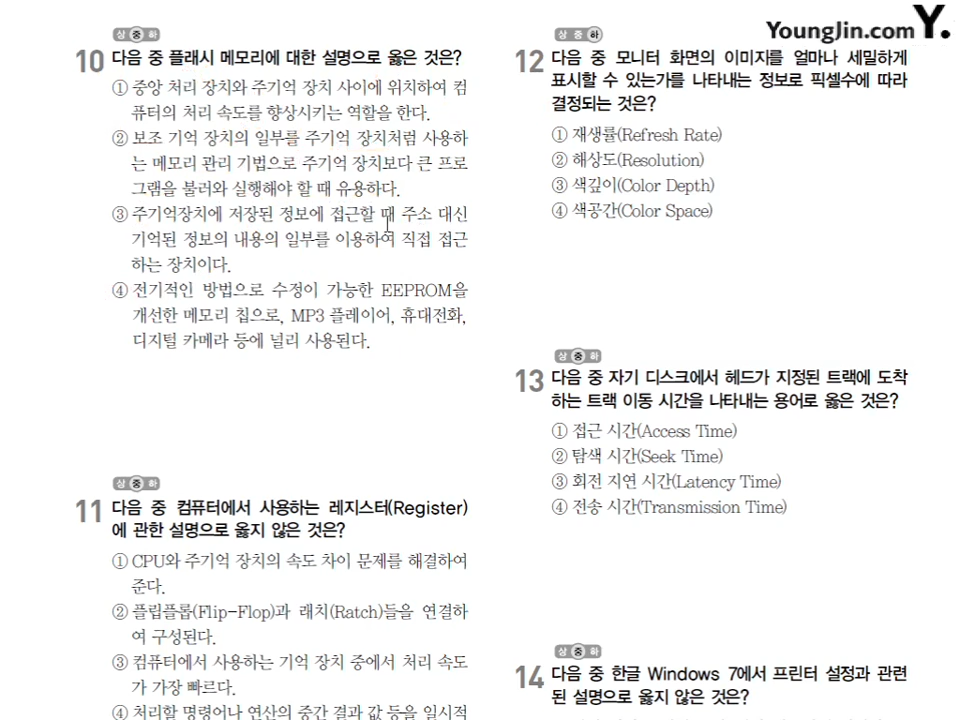 YoungJin.com Y.
상 중 하
10 다음 중 플래시 메모리에 대한 설명으로 옳은 것은?
① 중앙 처리 장치와 주기억 장치 사이에 위치하여 컴
퓨터의 처리 속도를 향상시키는 역할을 한다.
② 보조 기억 장치의 일부를 주기억 장치처럼 사용하
는 메모리 관리 기법으로 주기억 장치보다 큰 프로
그램을 불러와 실행해야 할 때 유용하다.
③ 주기억장치에 저장된 정보에 접근할 때 주소 대신
기억된 정보의 내용의 일부를 이용하여 직접 접근
하는 장치이다.
④ 전기적인 방법으로 수정이 가능한 EEPROM을
개선한 메모리 칩으로, MP3 플레이어, 휴대전화,
디지털 카메라 등에 널리 사용된다.
상 중 하
11 다음 중 컴퓨터에서 사용하는 레지스터(Register)
에 관한 설명으로 옳지 않은 것은?
① CPU와 주기억 장치의 속도 차이 문제를 해결하여
준다.
② 플립플롭(Flip-Flop)과 래치(Ratch)들을 연결하
여 구성된다.
③ 컴퓨터에서 사용하는 기억 장치 중에서 처리 속도
가 가장 빠르다.
④ 처리할 명령어나 연산의 중간 결과 값 등을 일시적
상 중 하
12 다음 중 모니터 화면의 이미지를 얼마나 세밀하게
표시할 수 있는가를 나타내는 정보로 픽셀수에 따라
결정되는 것은?
① 재생률(Refresh Rate)
② 해상도(Resolution)
③ 색깊이(Color Depth)
④ 색공간(Color Space)
상 중 하
13 다음 중 자기 디스크에서 헤드가 지정된 트랙에 도착
하는 트랙 이동 시간을 나타내는 용어로 옳은 것은?
① 접근 시간(Access Time)
② 탐색 시간(Seek Time)
③ 회전 지연 시간(Latency Time)
④ 전송 시간(Transmission Time)
상 중 하
14 다음 중 한글 Windows 7에서 프린터 설정과 관련
된 설명으로 옳지 않은 것은?